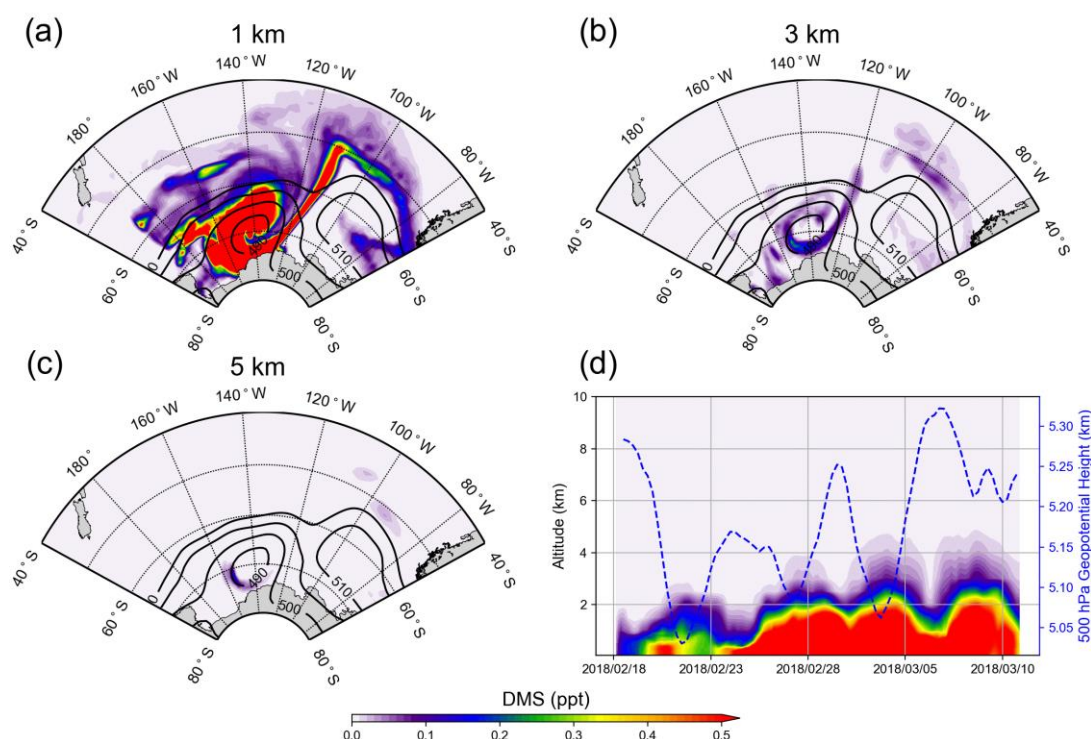 (a) 1 km
140°W 120°W
160°W 100°W
180° 80°W
40°S 40°S
60°S 500 510 60°S
80°S 80°S
(b) 3 km
140°W 120°W
160°W 100°W
180° 80°W
40°S 40°S
60°S 500 510 60°S
80°S 80°S
(c) 5 km
140°W 120°W
160°W 100°W
180° 80°W
40°S 490 40°S
60°S 500 510 60°S
80°S 80°S
(d)
10
8
6
4
2
Altitude (km)
5.30
5.25
5.20
5.15
5.10
5.05
500 hPa Geopotential Height (km)
2018/02/18 2018/02/23 2018/02/28 2018/03/05 2018/03/10
DMS (ppt)
0.0 0.1 0.2 0.3 0.4 0.5